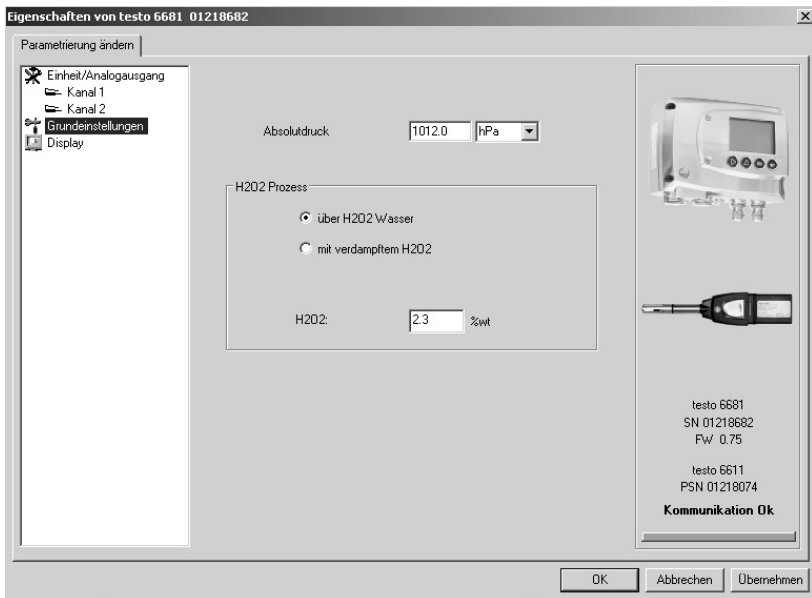 Eigenschaften von testo 6681 01218682
Parametrierung ändern
Einheit/Analogausgang
Kanal 1
Kanal 2
Grundeinstellungen
Display
Absolutdruck 1012.0 hPa
H2O2 Prozess
über H2O2 Wasser
mit verdampftem H2O2
H2O2: 2.3 %wt
testo 6681
SN 01218682
FW 0.75
testo 6611
PSN 01218074
Kommunikation Ok
OK Abbrechen Übernehmen